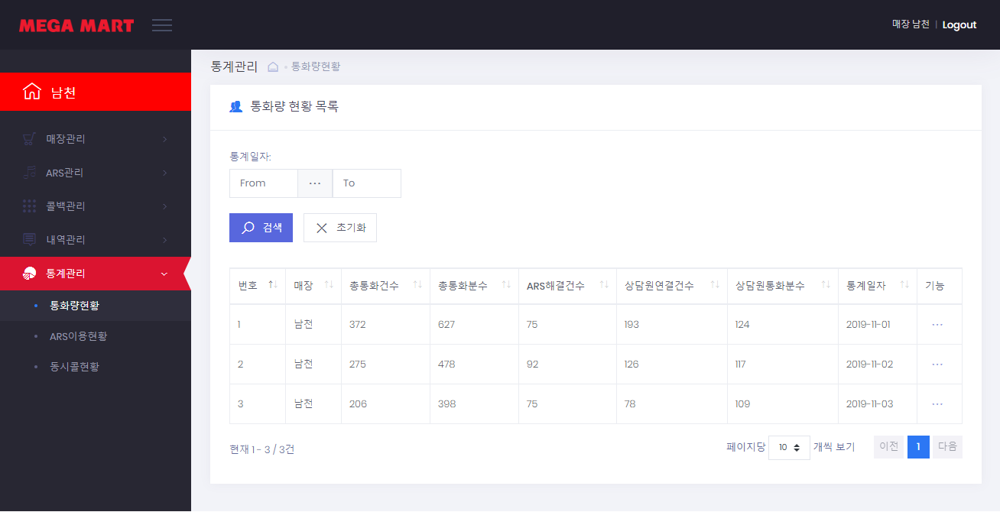 MEGA MART
매장 남천 | Logout
남천
매장관리
ARS관리
콜백관리
내역관리
통계관리
통화량현황
ARS이용현황
동시콜현황
통계관리 통화량현황
통화량 현황 목록
통계일자:
From ... To
검색 초기화
번호 매장 총통화건수 총통화분수 ARS해결건수 상담원연결건수 상담원통화분수 통계일자 기능
1 남천 372 627 75 193 124 2019-11-01 ...
2 남천 275 478 92 126 117 2019-11-02 ...
3 남천 206 398 75 78 109 2019-11-03 ...
현재 1 - 3 / 3건 페이지당 10 개씩 보기 이전 1 다음